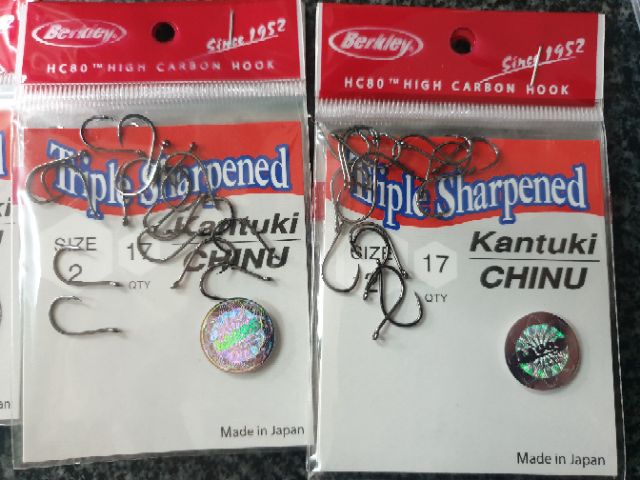 Berkley
Since 1952
HC80™ HIGH CARBON HOOK
Triple Sharpened
Kantuki
CHINU
SIZE
2
17
QTY
Made in Japan
Berkley
Since 1952
HC80™ HIGH CARBON HOOK
Triple Sharpened
Kantuki
CHINU
SIZE
17
QTY
Made in Japan